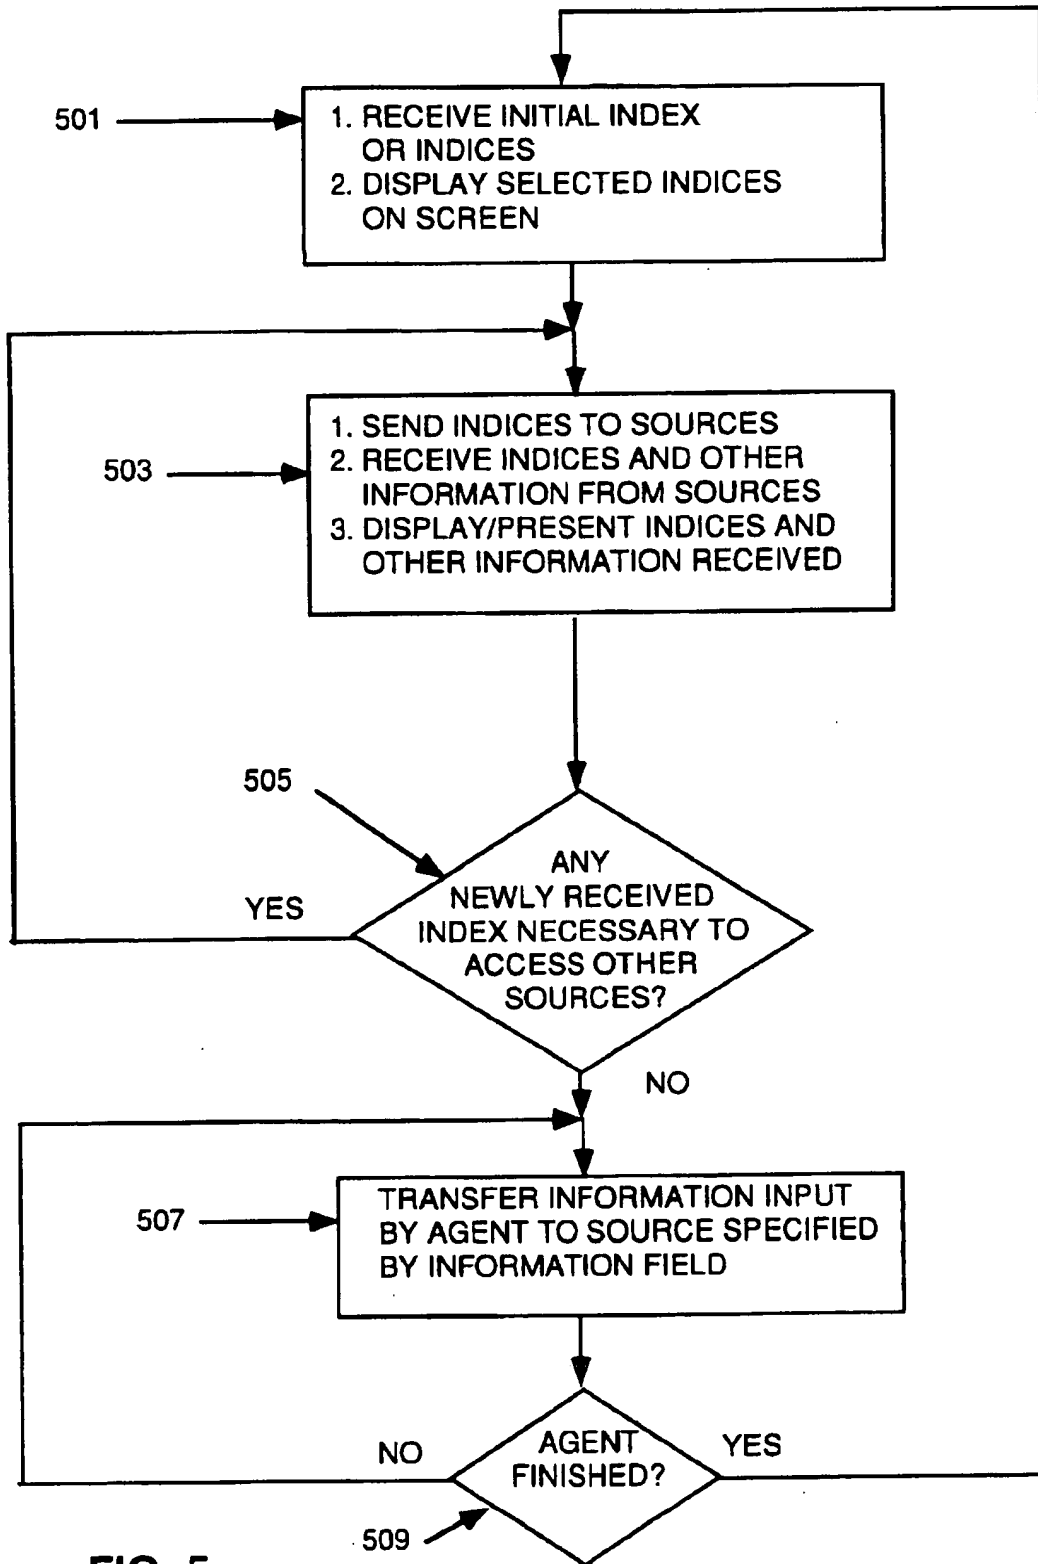 501
1. RECEIVE INITIAL INDEX
OR INDICES
2. DISPLAY SELECTED INDICES
ON SCREEN
503
1. SEND INDICES TO SOURCES
2. RECEIVE INDICES AND OTHER
INFORMATION FROM SOURCES
3. DISPLAY/PRESENT INDICES AND
OTHER INFORMATION RECEIVED
505
YES
ANY
NEWLY RECEIVED
INDEX NECESSARY TO
ACCESS OTHER
SOURCES?
NO
507
TRANSFER INFORMATION INPUT
BY AGENT TO SOURCE SPECIFIED
BY INFORMATION FIELD
NO
AGENT
FINISHED?
YES
509
FIG. 5